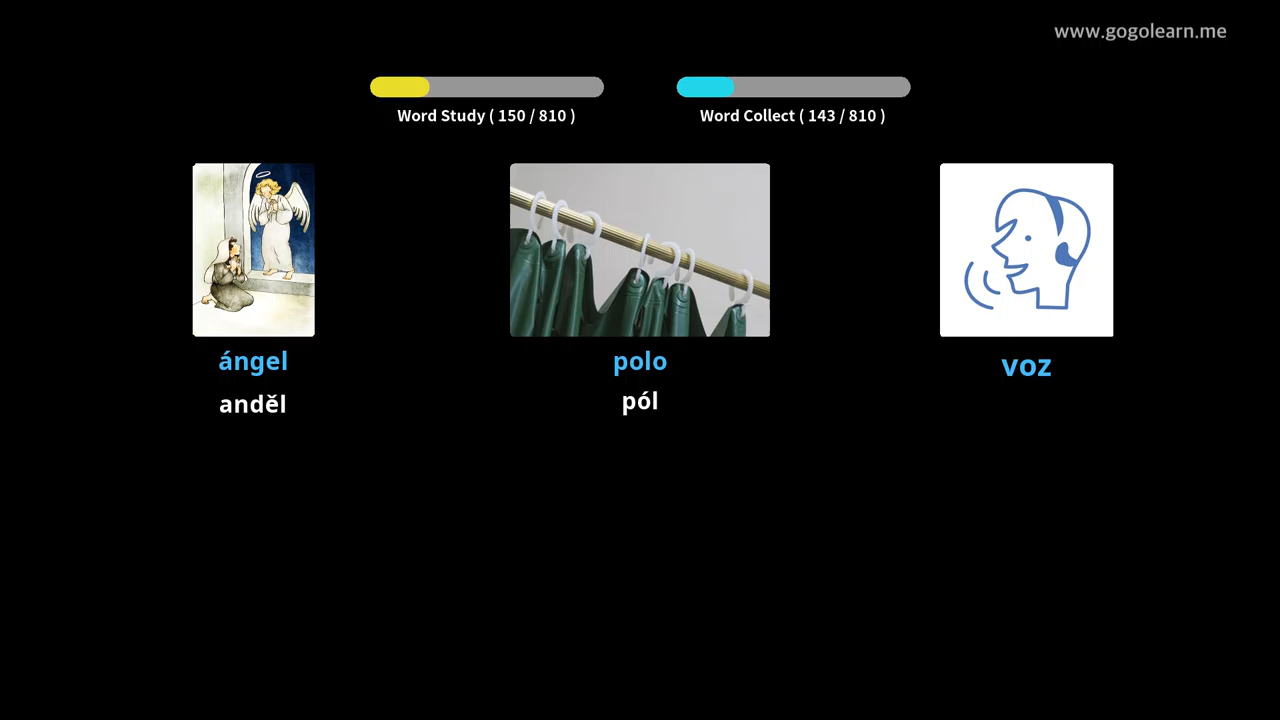 www.gogolearn.me
Word Study ( 150 / 810 )
Word Collect ( 143 / 810 )
ángel
polo
voz
anděl
pól